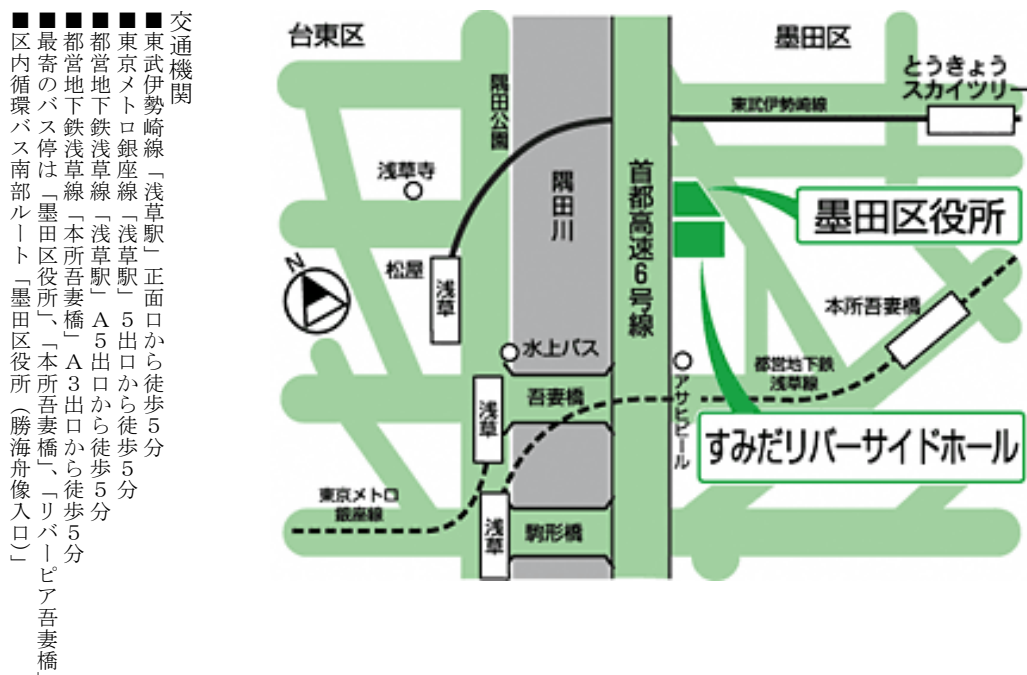 交通機関
■東武伊勢崎線「浅草駅」正面口から徒歩5分
■東京メトロ銀座線「浅草駅」5出口から徒歩5分
■都営地下鉄浅草線「浅草駅」A5出口から徒歩5分
■都営地下鉄浅草線「本所吾妻橋」A3出口から徒歩5分
■最寄のバス停は「墨田区役所」、「本所吾妻橋」、「リバーピア吾妻橋」
■区内循環バス南部ルート「墨田区役所（勝海舟像入口）」
台東区
墨田区
とうきょう
スカイツリー
東武伊勢崎線
隅田公園
浅草寺
隅田川
首都高速6号線
墨田区役所
N
松屋
浅草
本所吾妻橋
水上バス
都営地下鉄
浅草線
吾妻橋
浅草
アサヒビール
すみだリバーサイドホール
東京メトロ
銀座線
浅草
駒形橋